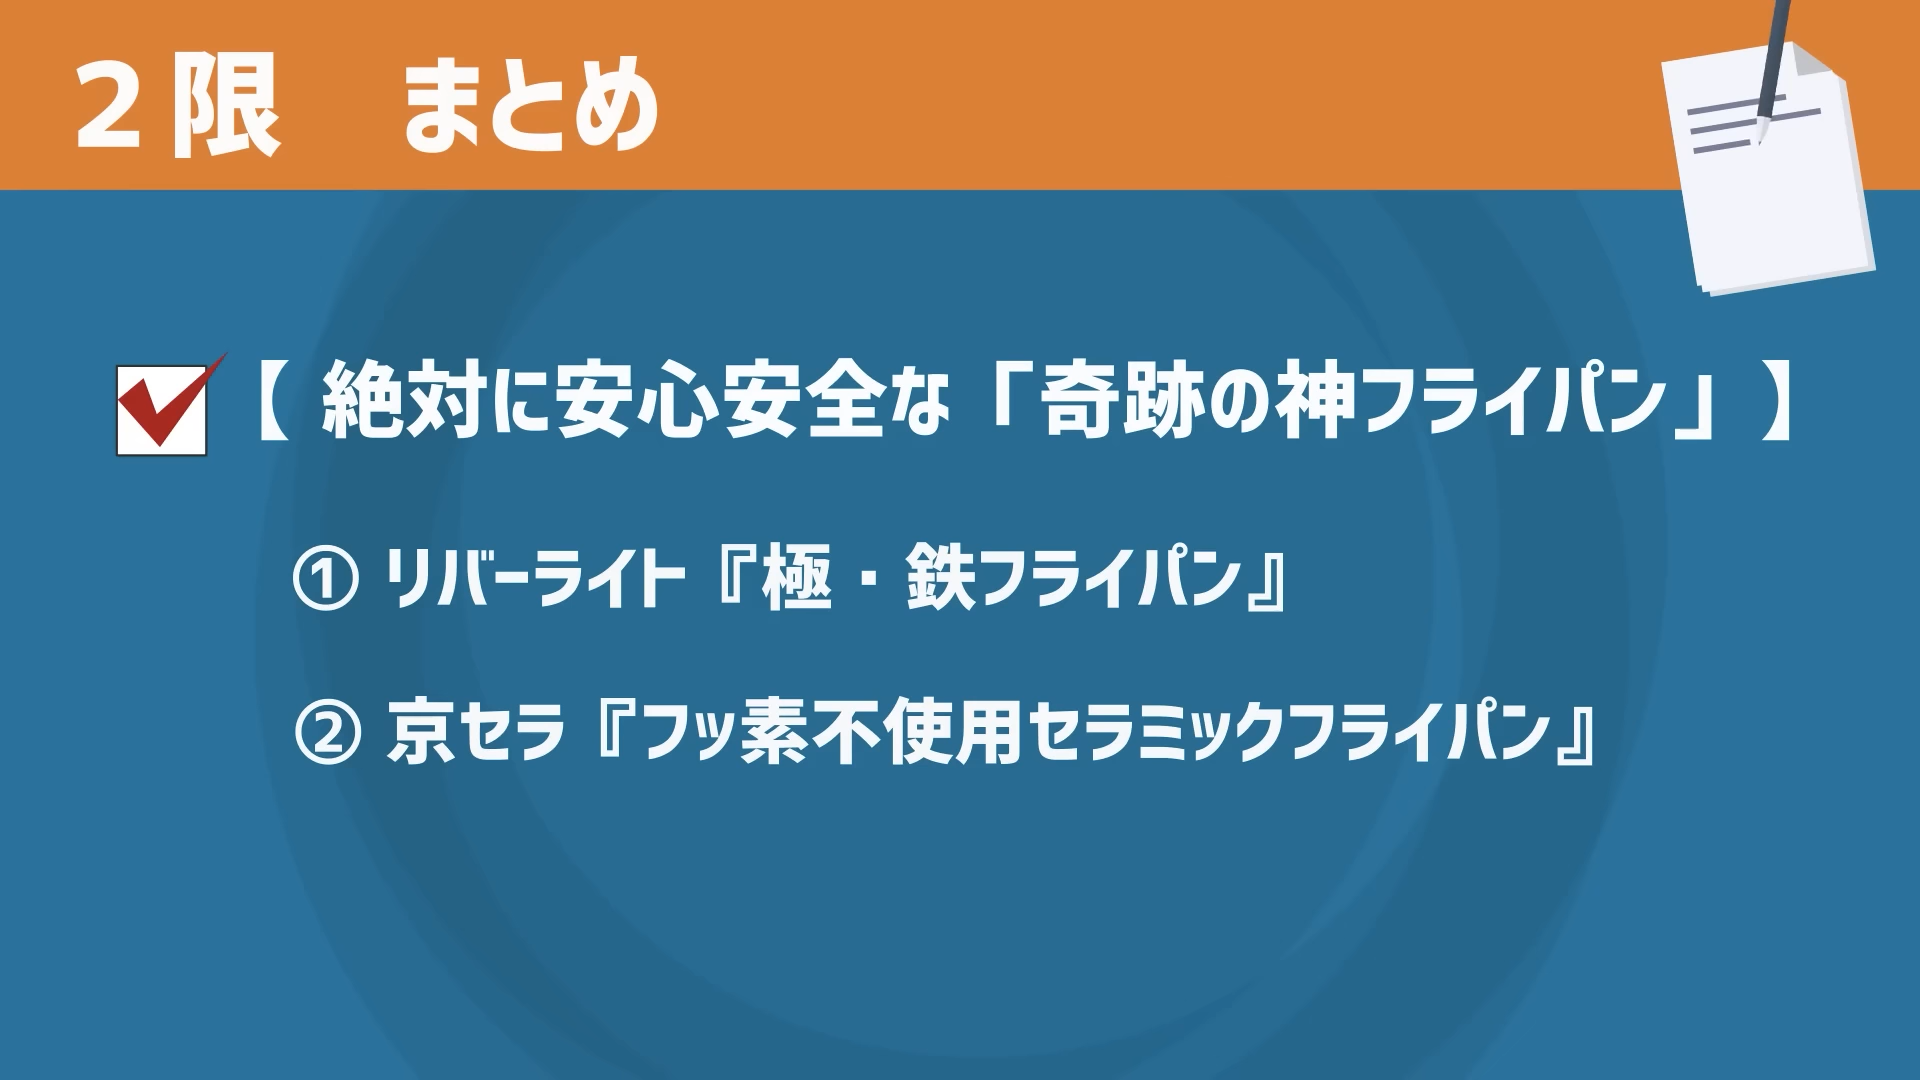 ２限　まとめ
【 絶対に安心安全な「奇跡の神フライパン」】
① リバーライト『極・鉄フライパン』
② 京セラ『フッ素不使用セラミックフライパン』